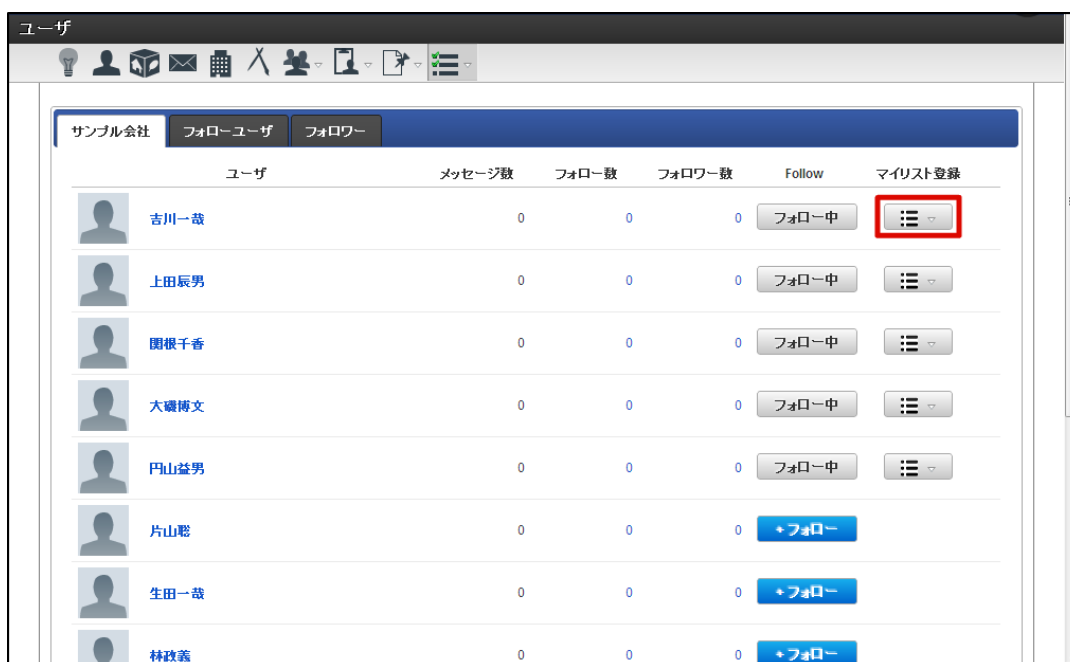 ユーザ
サンプル会社 フォローユーザ フォロワー
ユーザ メッセージ数 フォロー数 フォロワー数 Follow マイリスト登録
吉川一哉 0 0 0 フォロー中
上田辰男 0 0 0 フォロー中
関根千香 0 0 0 フォロー中
大磯博文 0 0 0 フォロー中
円山益男 0 0 0 フォロー中
片山聡 0 0 0 +フォロー
生田一哉 0 0 0 +フォロー
林政義 0 0 0 +フォロー